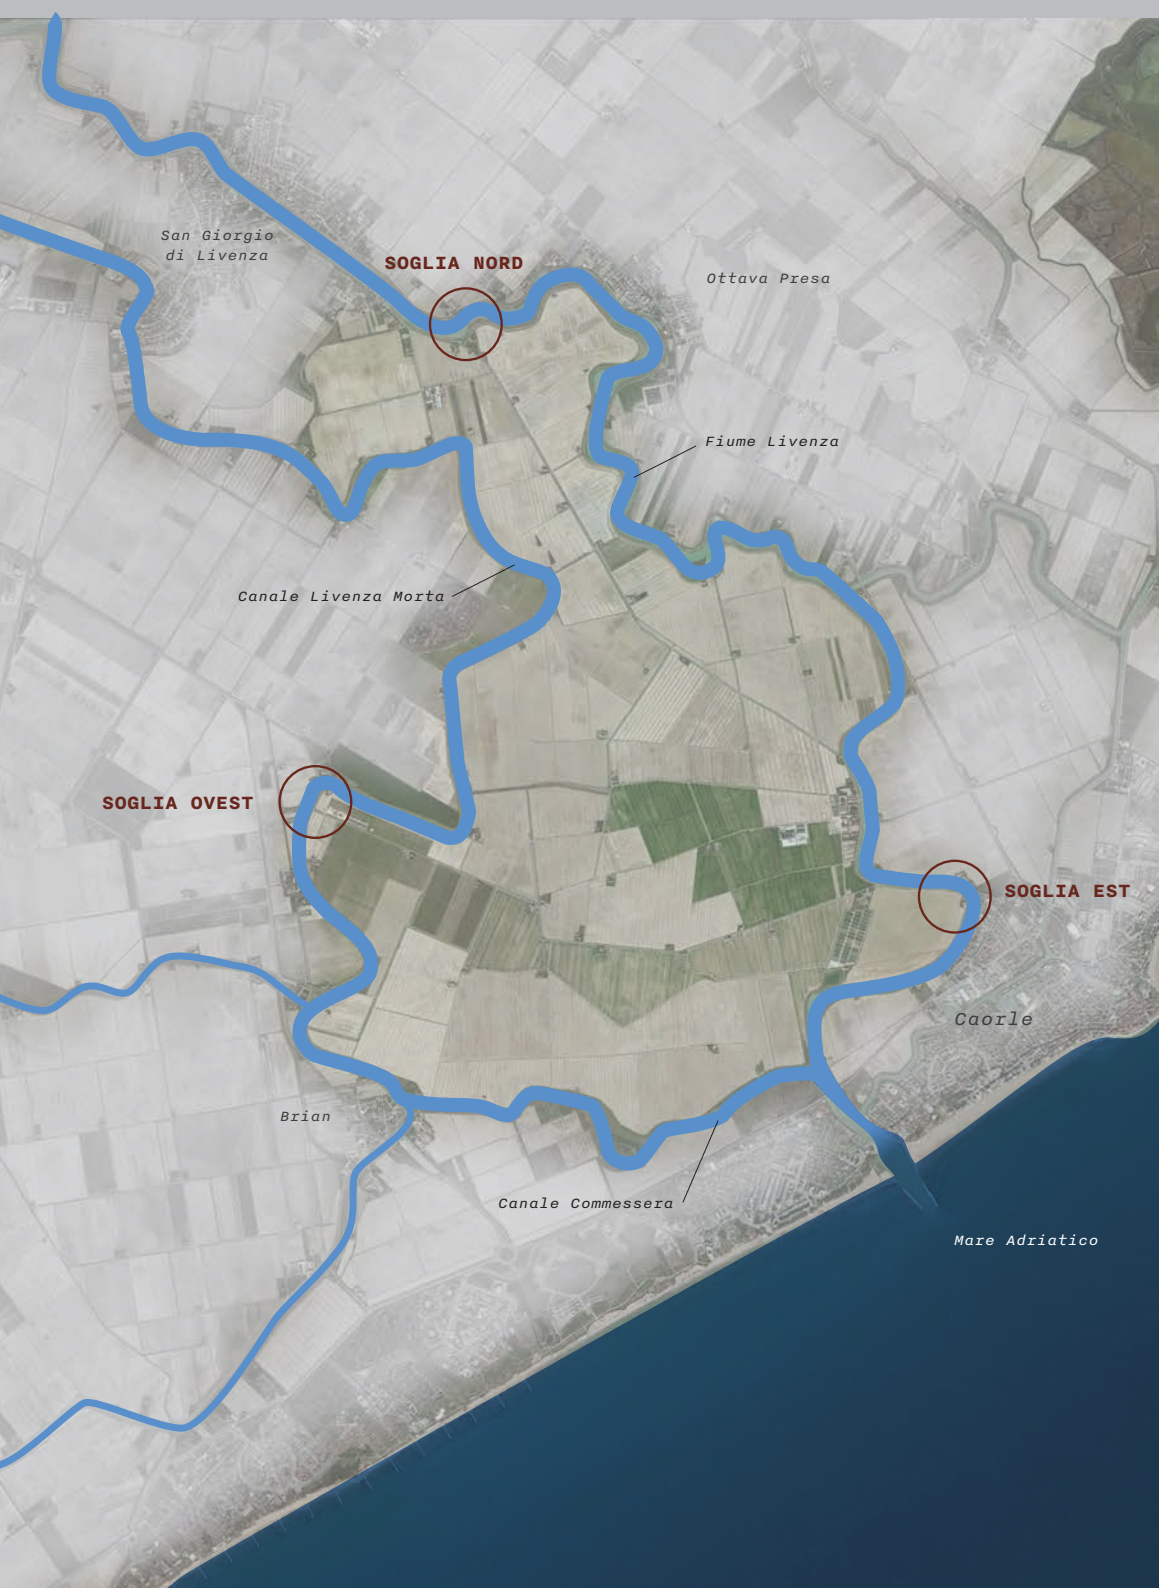 San Giorgio
di Livenza
SOGLIA NORD
Ottava Presa
Fiume Livenza
Canale Livenza Morta
SOGLIA OVEST
SOGLIA EST
Caorle
Brian
Canale Commessera
Mare Adriatico